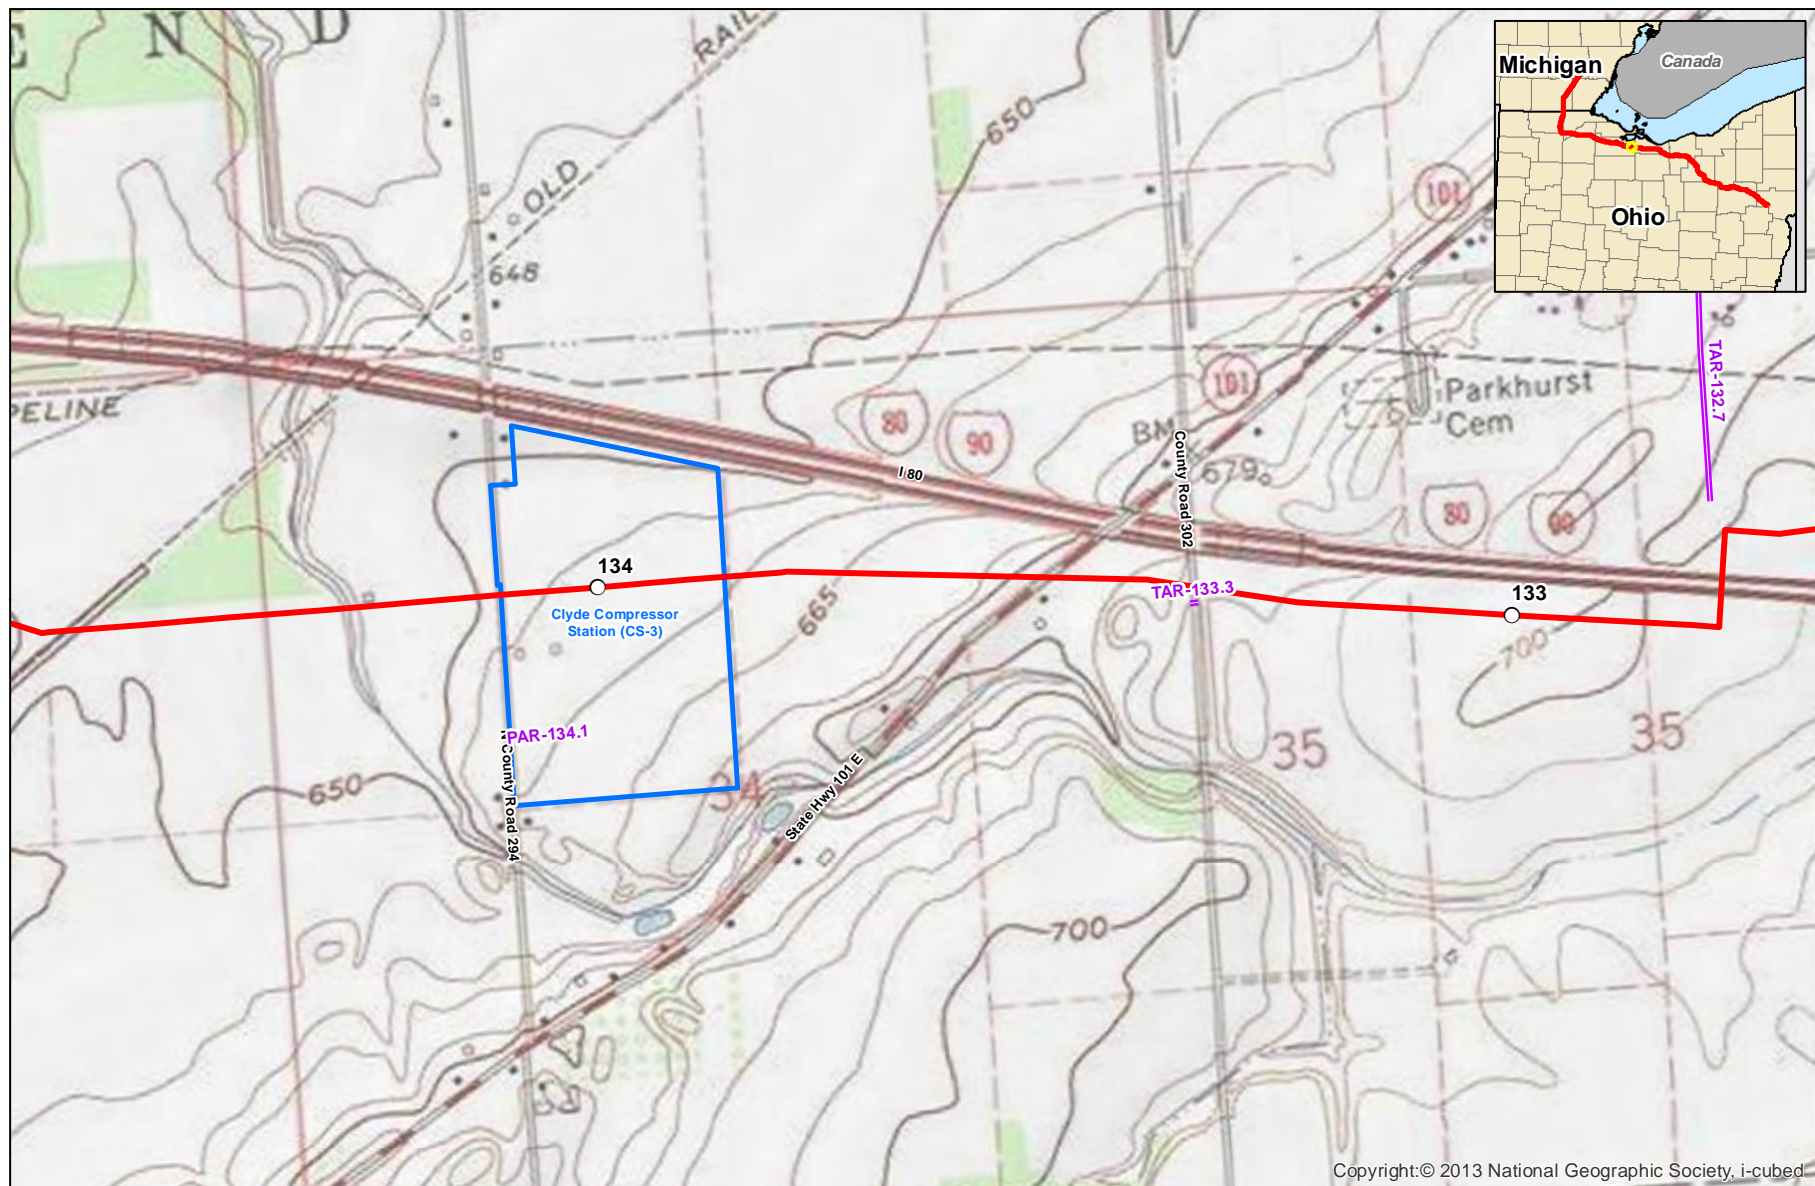 E N D
RAIL
Michigan
Canada
Ohio
650
101
OLD
648
TAR-132.7
101
PELINE
80
90
Parkhurst
Cem
BM
679
I 80
County Road 302
80
90
134
Clyde Compressor
Station (CS-3)
665
TAR-133.3
133
700
PAR-134.1
N County Road 294
34
35
35
650
State Hwy 101 E
700
Copyright:© 2013 National Geographic Society, i-cubed